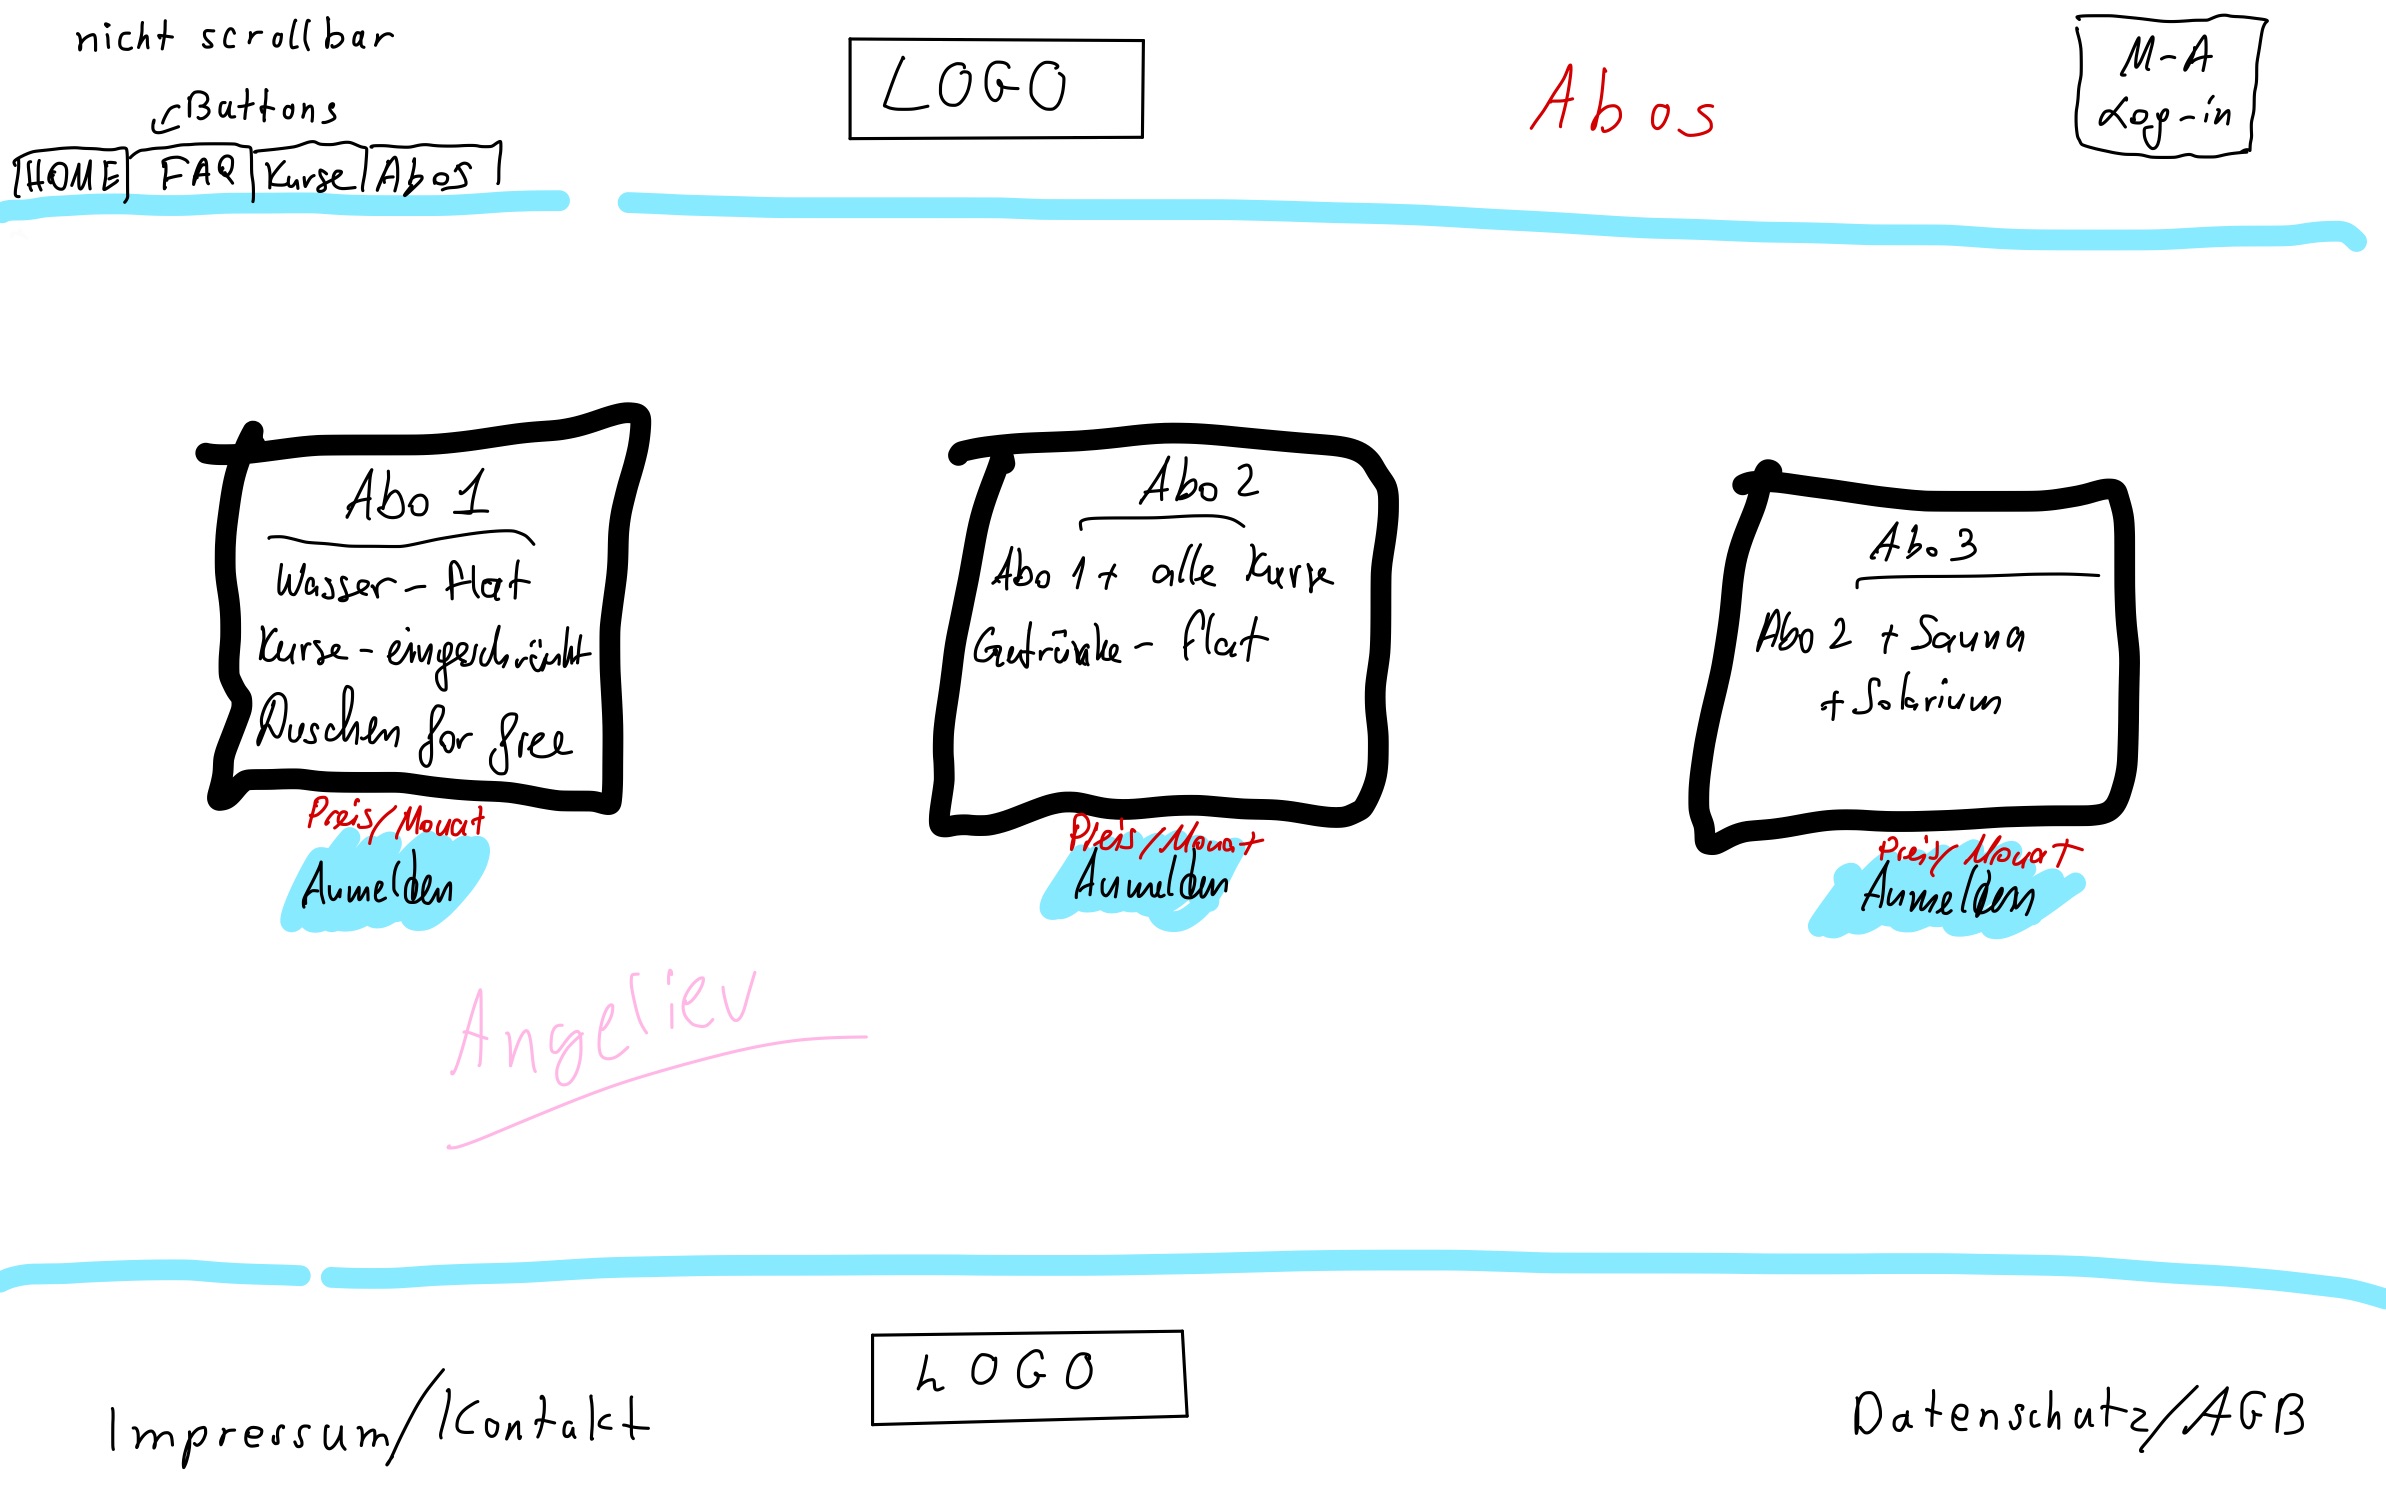 nicht scrollbar
Buttons
HOME FAQ Kurse Abos
LOGO
Abos
M-A
Log-in
Abo 1
Wasser-flat
Kurse-eingeschränkt
Duschen for free
Preis/Monat
Anmelden
Abo 2
Abo 1 + alle Kurse
Getränke-flat
Preis/Monat
Anmelden
Abo 3
Abo 2 + Sauna
+ Solarium
Preis/Monat
Anmelden
Angeliev
Impressum/Kontakt
LOGO
Datenschutz/AGB